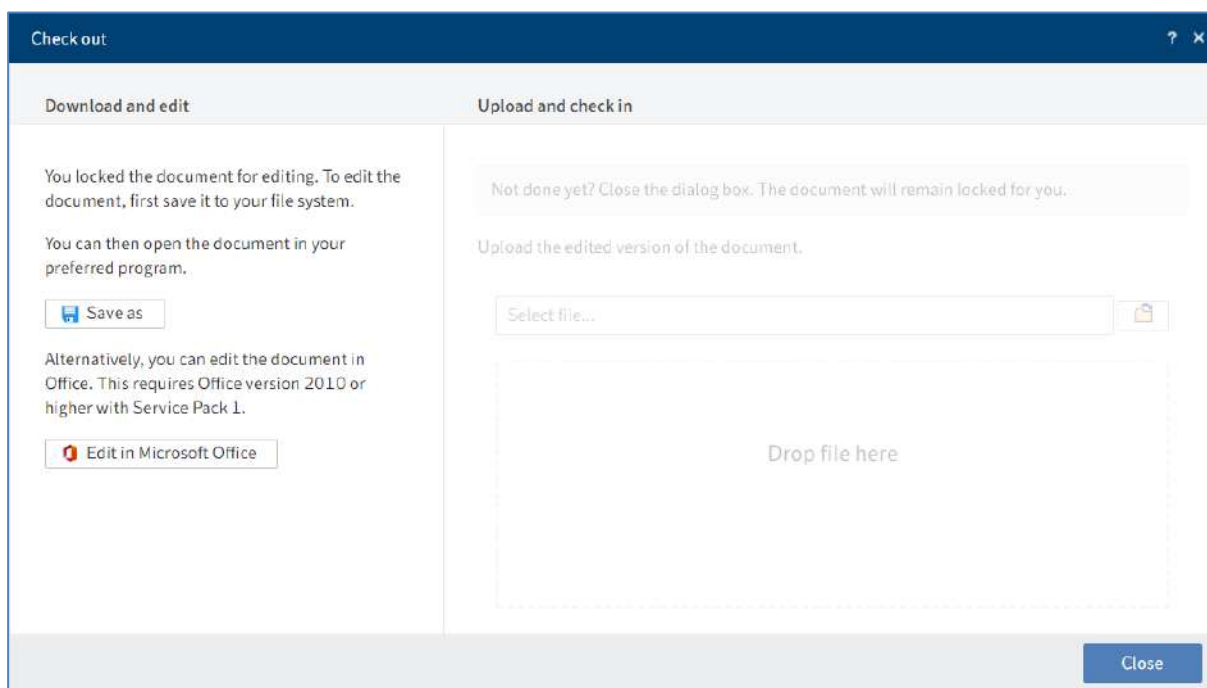 Check out
? ×
Download and edit
Upload and check in
You locked the document for editing. To edit the
document, first save it to your file system.
You can then open the document in your
preferred program.
Save as
Alternatively, you can edit the document in
Office. This requires Office version 2010 or
higher with Service Pack 1.
Edit in Microsoft Office
Not done yet? Close the dialog box. The document will remain locked for you.
Upload the edited version of the document.
Select file...
Drop file here
Close